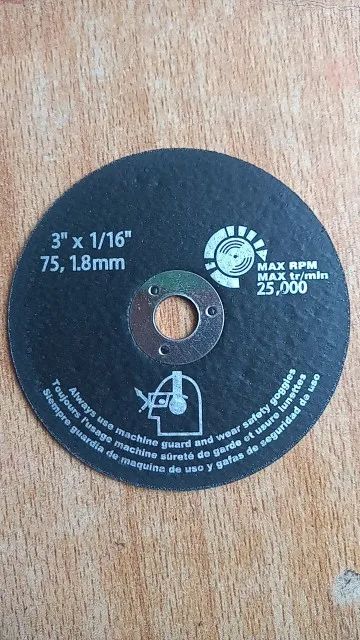 3" x 1/16"
75, 1.8mm
MAX RPM
MAX tr/min
25,000
Always use machine guard and wear safety goggles
Toujours l'usage machine sûreté de garde et usure lunettes
Siempre guardia de maquina de uso y gafas de seguridad de uso